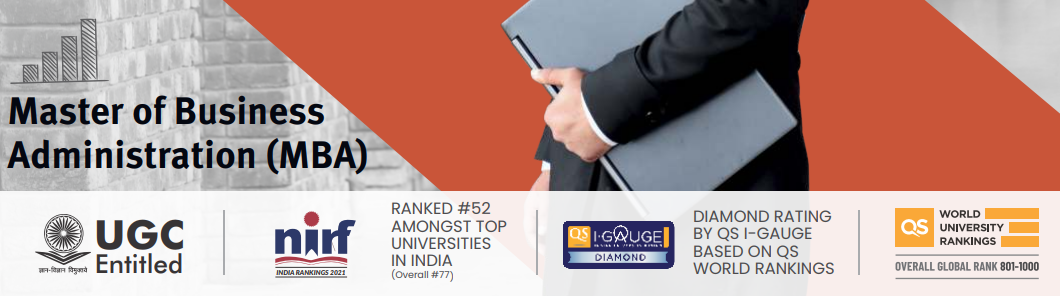 Master of Business
Administration (MBA)
ज्ञान-विज्ञान विमुक्तये
UGC
Entitled
nirf
INDIA RANKINGS 2021
RANKED #52
AMONGST TOP
UNIVERSITIES
IN INDIA
(Overall #77)
QS I·GAUGE
DIAMOND
DIAMOND RATING
BY QS I-GAUGE
BASED ON QS
WORLD RANKINGS
QS
WORLD
UNIVERSITY
RANKINGS
OVERALL GLOBAL RANK 801-1000